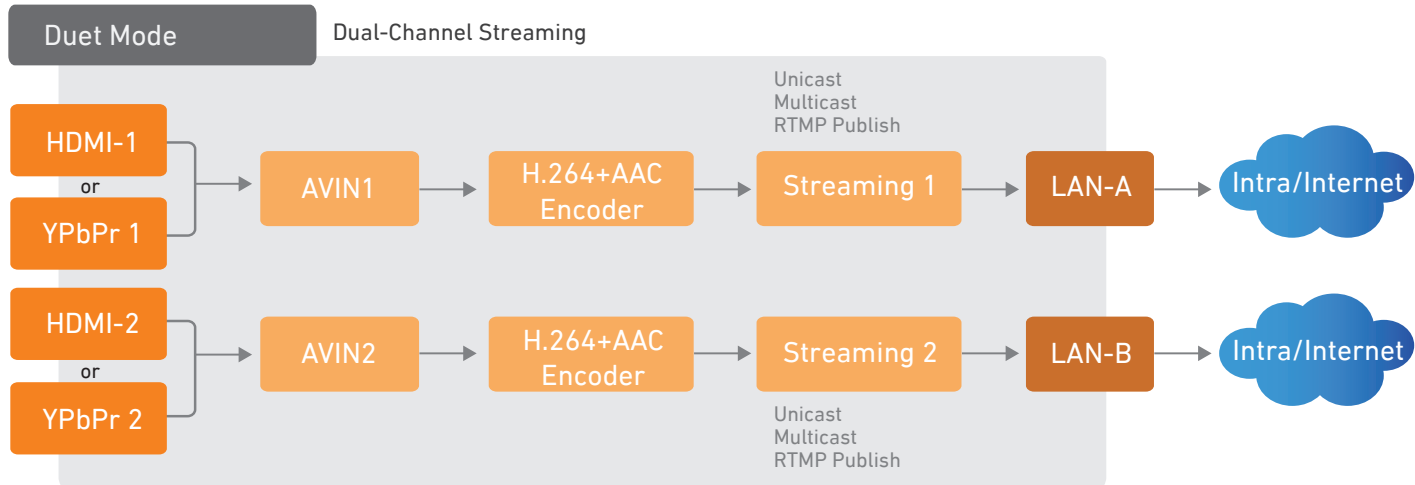 Duet Mode
Dual-Channel Streaming
Unicast
Multicast
RTMP Publish
HDMI-1
or
YPbPr 1
AVIN1
H.264+AAC
Encoder
Streaming 1
LAN-A
Intra/Internet
HDMI-2
or
YPbPr 2
AVIN2
H.264+AAC
Encoder
Streaming 2
LAN-B
Intra/Internet
Unicast
Multicast
RTMP Publish